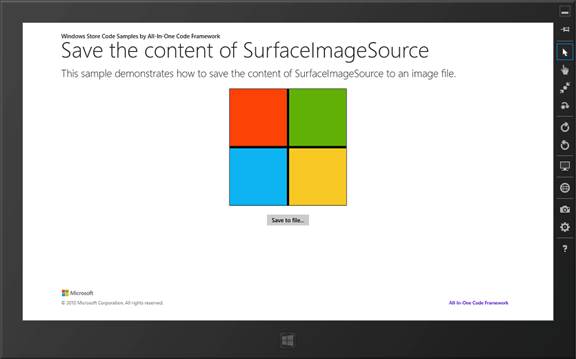 Windows Store Code Samples by All-In-One Code Framework
Save the content of SurfaceImageSource
This sample demonstrates how to save the content of SurfaceImageSource to an image file.
Save to file...
Microsoft
© 2013 Microsoft Corporation. All rights reserved.
All-In-One Code Framework
?